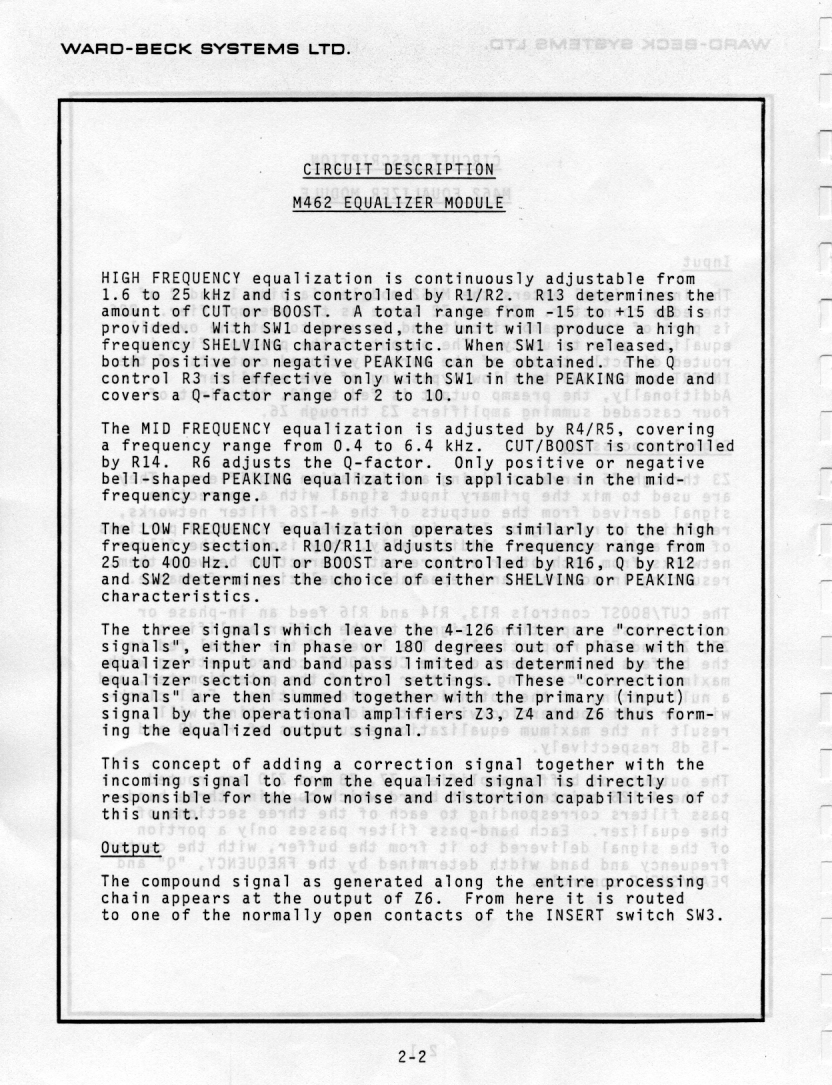 WARD-BECK SYSTEMS LTD.
CIRCUIT DESCRIPTION
M462 EQUALIZER MODULE
HIGH FREQUENCY equalization is continuously adjustable from
1.6 to 25 kHz and is controlled by R1/R2. R13 determines the
amount of CUT or BOOST. A total range from -15 to +15 dB is
provided. With SW1 depressed, the unit will produce a high
frequency SHELVING characteristic. When SW1 is released,
both positive or negative PEAKING can be obtained. The Q
control R3 is effective only with SW1 in the PEAKING mode and
covers a Q-factor range of 2 to 10.
The MID FREQUENCY equalization is adjusted by R4/R5, covering
a frequency range from 0.4 to 6.4 kHz. CUT/BOOST is controlled
by R14. R6 adjusts the Q-factor. Only positive or negative
bell-shaped PEAKING equalization is applicable in the mid-
frequency range.
The LOW FREQUENCY equalization operates similarly to the high
frequency section. R10/R11 adjusts the frequency range from
25 to 400 Hz. CUT or BOOST are controlled by R16, Q by R12
and SW2 determines the choice of either SHELVING or PEAKING
characteristics.
The three signals which leave the 4-126 filter are "correction
signals", either in phase or 180 degrees out of phase with the
equalizer input and band pass limited as determined by the
equalizer section and control settings. These "correction
signals" are then summed together with the primary (input)
signal by the operational amplifiers Z3, Z4 and Z6 thus form-
ing the equalized output signal.
This concept of adding a correction signal together with the
incoming signal to form the equalized signal is directly
responsible for the low noise and distortion capabilities of
this unit.
Output
The compound signal as generated along the entire processing
chain appears at the output of Z6. From here it is routed
to one of the normally open contacts of the INSERT switch SW3.
2-2